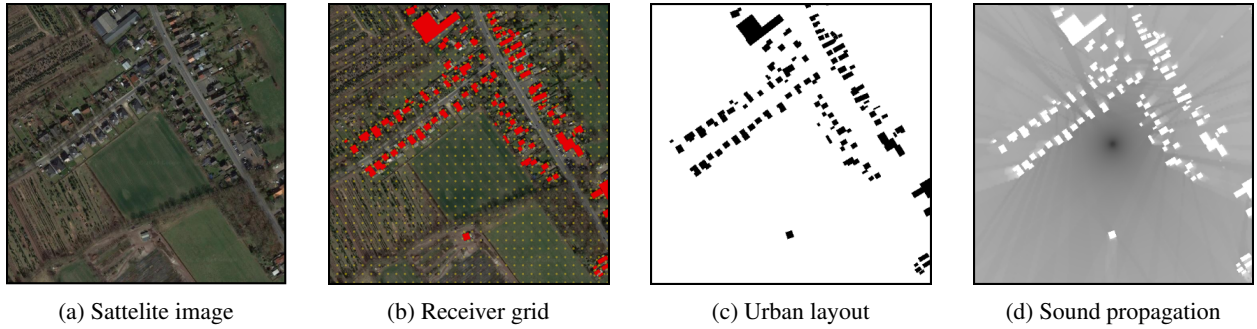 (a) Sattelite image
(b) Receiver grid
(c) Urban layout
(d) Sound propagation